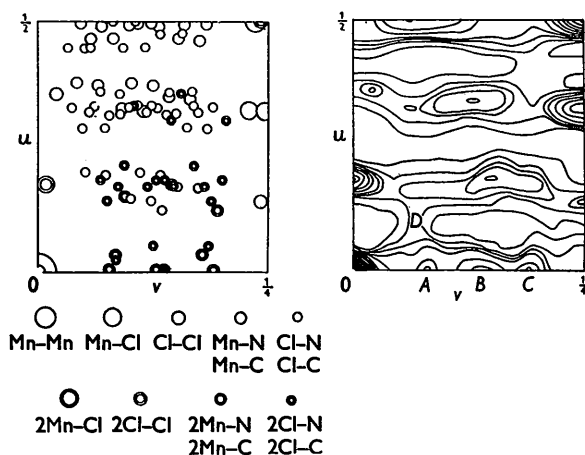 ½
½
u
u
D
0 v ¼
0 A v B C ¼
Mn–Mn Mn–Cl Cl–Cl Mn–N Cl–N
Mn–C Cl–C
2Mn–Cl 2Cl–Cl 2Mn–N 2Cl–N
2Mn–C 2Cl–C